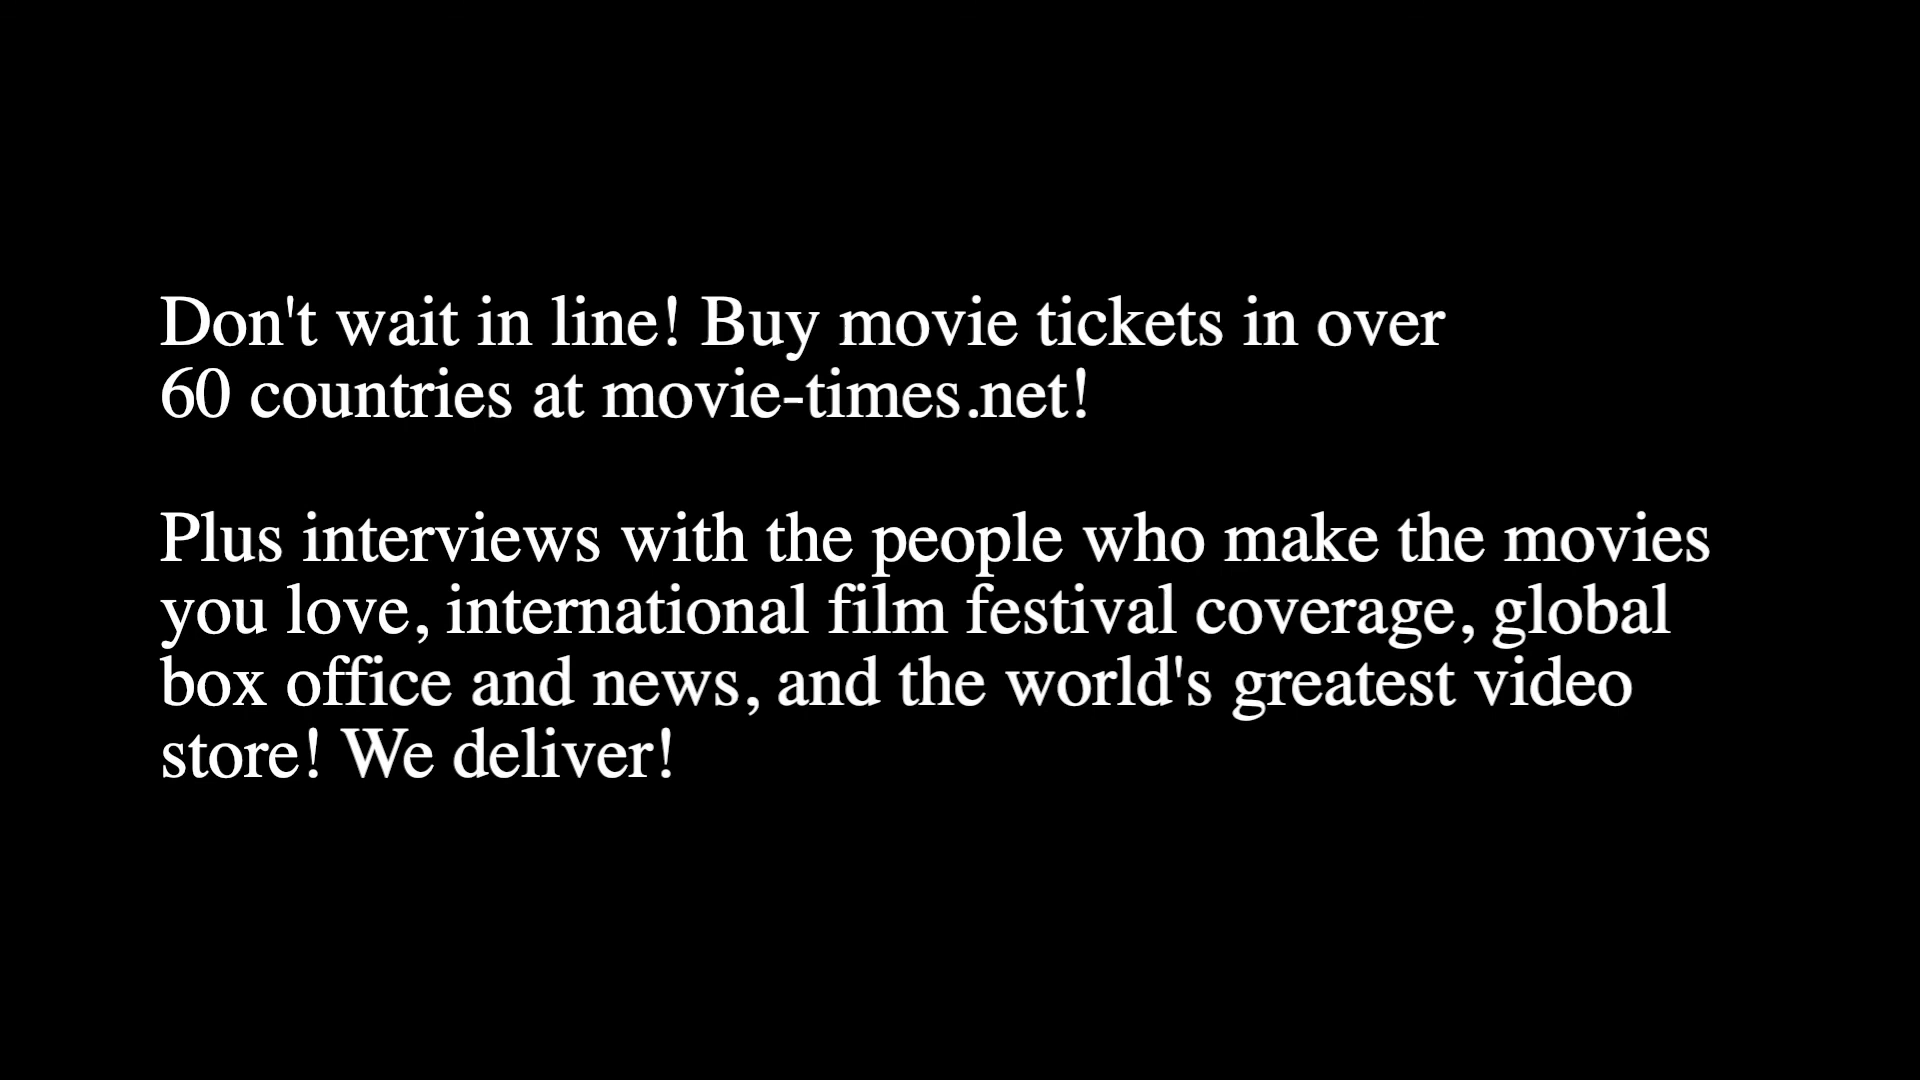 Don't wait in line! Buy movie tickets in over
60 countries at movie-times.net!
Plus interviews with the people who make the movies
you love, international film festival coverage, global
box office and news, and the world's greatest video
store! We deliver!